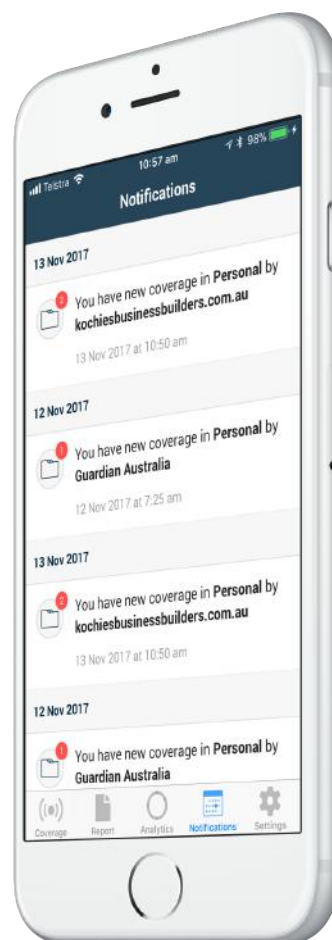 Telstra 10:57 am 98%
Notifications
13 Nov 2017
2
You have new coverage in Personal by
kochiesbusinessbuilders.com.au
13 Nov 2017 at 10:50 am
12 Nov 2017
1
You have new coverage in Personal by
Guardian Australia
12 Nov 2017 at 7:25 am
13 Nov 2017
2
You have new coverage in Personal by
kochiesbusinessbuilders.com.au
13 Nov 2017 at 10:50 am
12 Nov 2017
1
You have new coverage in Personal by
Guardian Australia
Coverage Report Analytics Notifications Settings